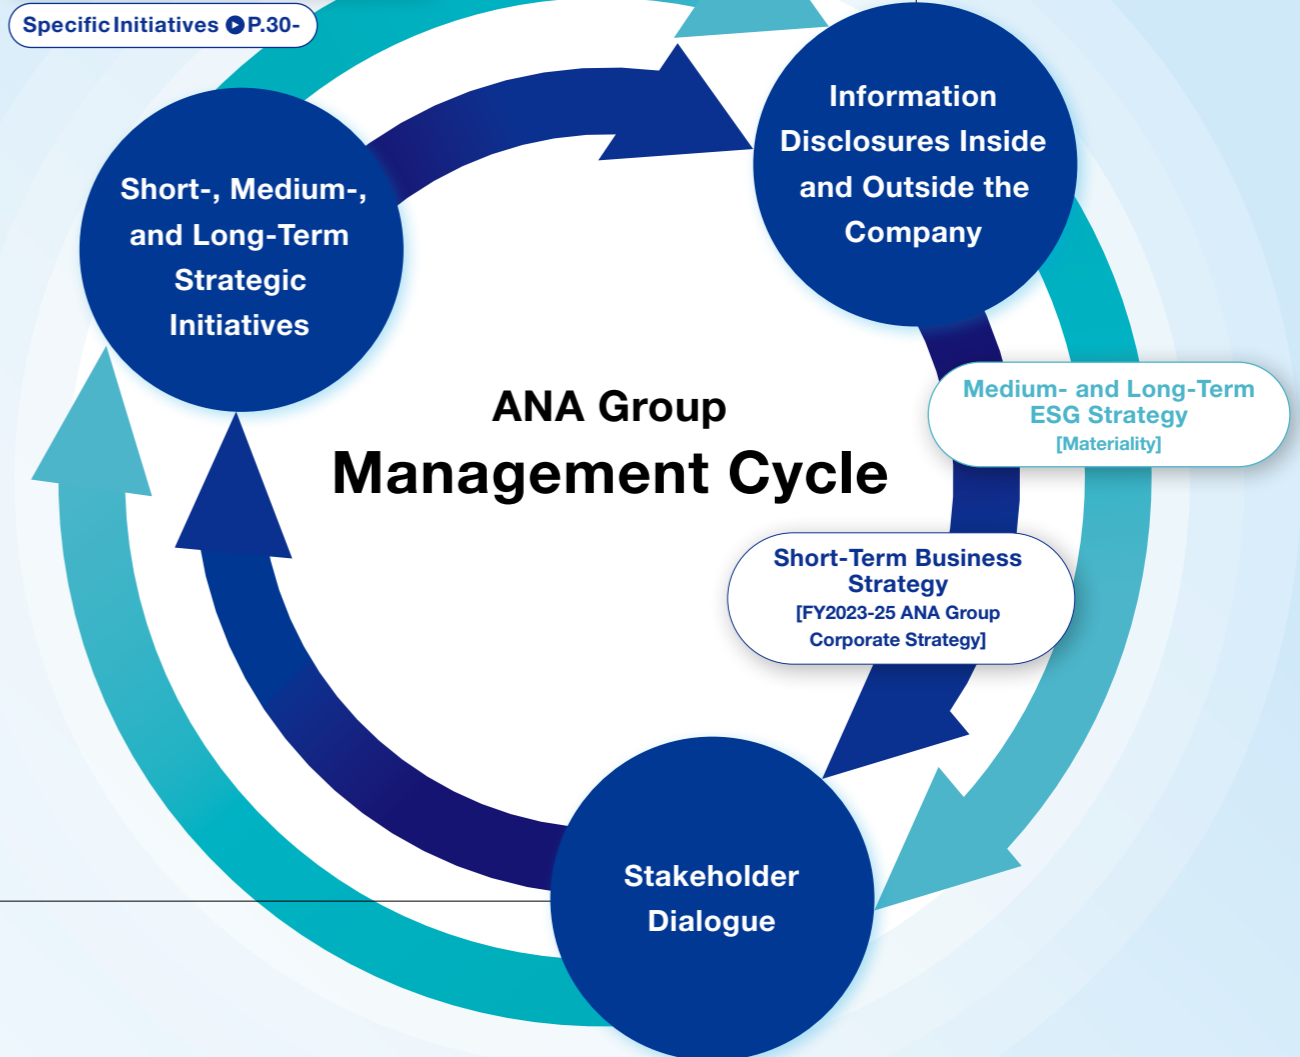 Specific Initiatives P.30-
Information
Disclosures Inside
and Outside the
Company
Short-, Medium-,
and Long-Term
Strategic
Initiatives
ANA Group
Management Cycle
Medium- and Long-Term
ESG Strategy
[Materiality]
Short-Term Business
Strategy
[FY2023-25 ANA Group
Corporate Strategy]
Stakeholder
Dialogue